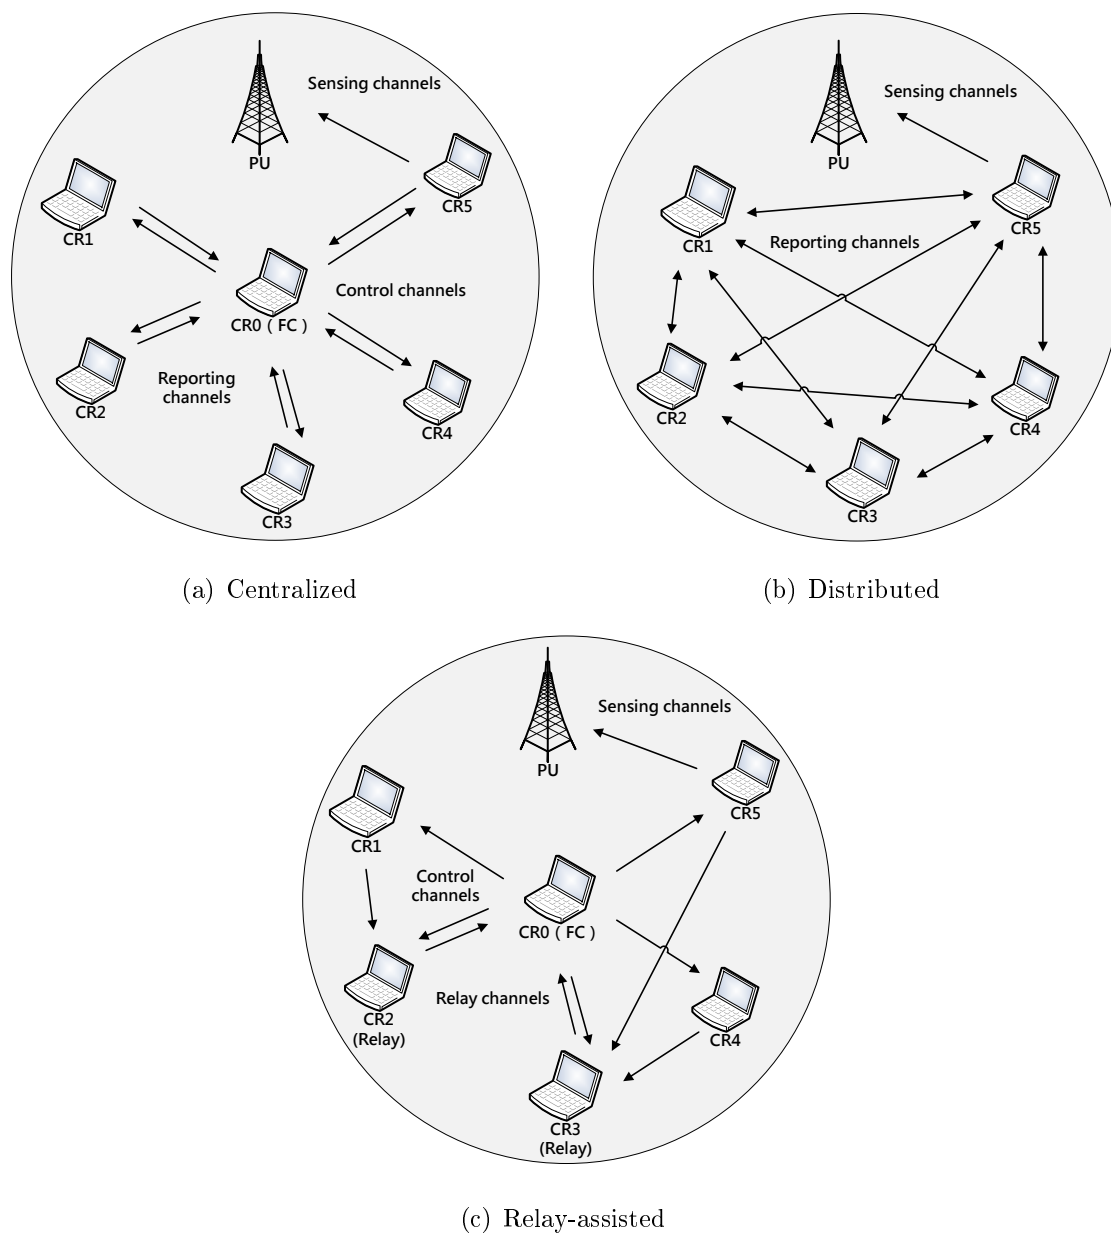 Sensing channels
PU
CR1
CR5
Control channels
CR0 ( FC )
Reporting
channels
CR2
CR4
CR3
(a) Centralized
Sensing channels
PU
CR1
CR5
Reporting channels
CR2
CR4
CR3
(b) Distributed
Sensing channels
PU
CR5
CR1
Control
channels
CR0 ( FC )
Relay channels
CR2
(Relay)
CR4
CR3
(Relay)
(c) Relay-assisted